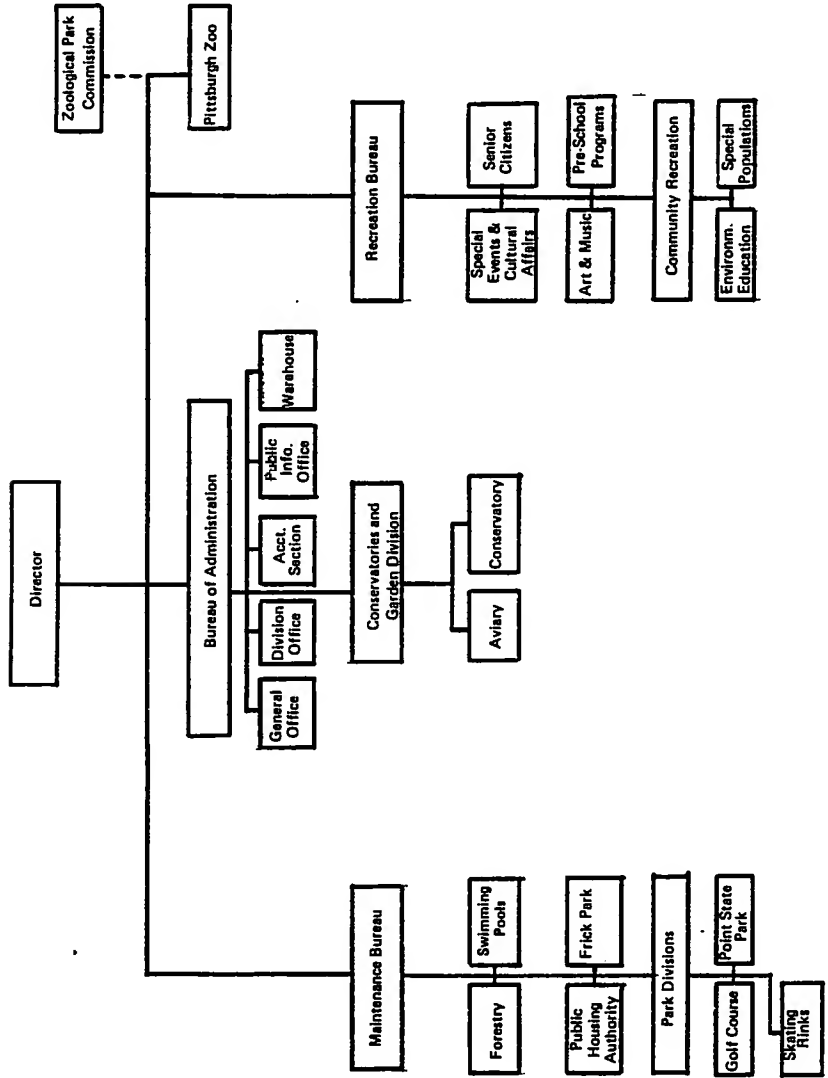 Director
Zoological Park
Commission
Pittsburgh Zoo
Maintenance Bureau
Forestry
Swimming
Pools
Public
Housing
Authority
Frick Park
Park Divisions
Golf Course
Point State
Park
Skating
Rinks
Bureau of Administration
General
Office
Division
Office
Acct.
Section
Public
Info.
Office
Warehouse
Conservatories and
Garden Division
Aviary
Conservatory
Recreation Bureau
Special
Events &
Cultural
Affairs
Senior
Citizens
Art & Music
Pre-School
Programs
Community Recreation
Environm.
Education
Special
Populations